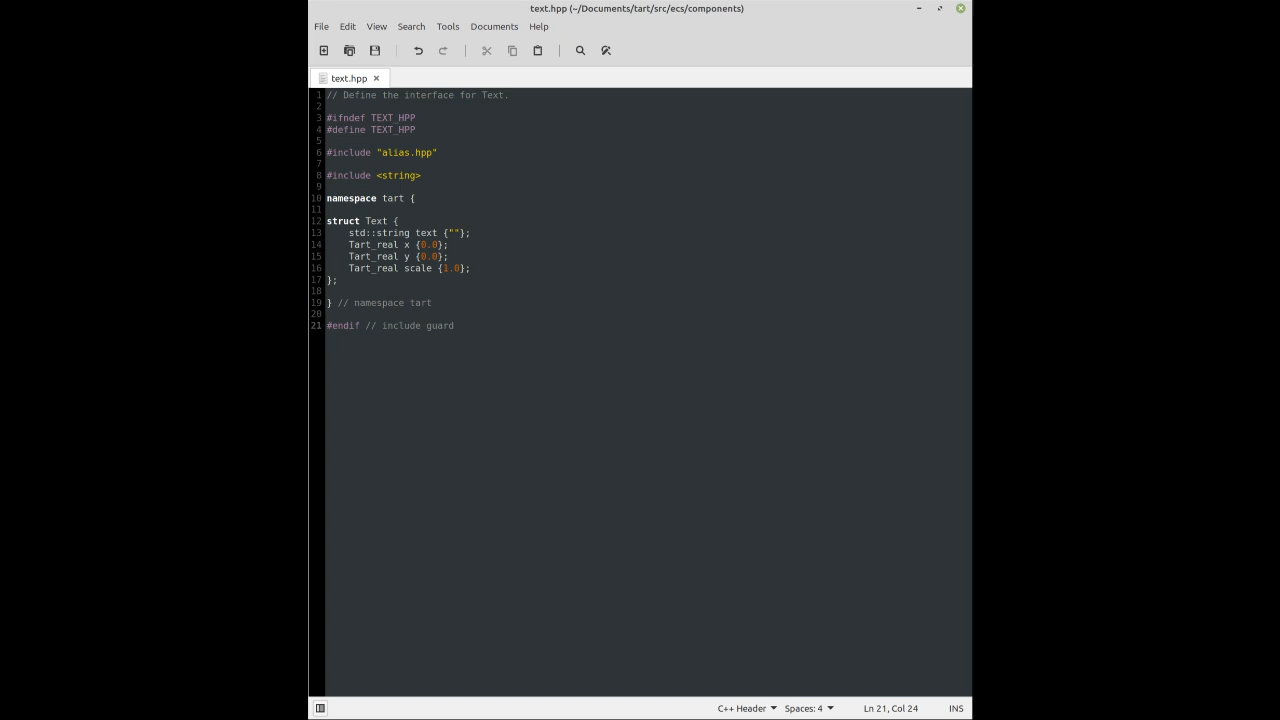 text.hpp (~/Documents/tart/src/ecs/components)
File Edit View Search Tools Documents Help
text.hpp
1 // Define the interface for Text.
2
3 #ifndef TEXT_HPP
4 #define TEXT_HPP
5
6 #include "alias.hpp"
7
8 #include <string>
9
10 namespace tart {
11
12 struct Text {
13     std::string text {""};
14     Tart_real x {0.0};
15     Tart_real y {0.0};
16     Tart_real scale {1.0};
17 };
18
19 } // namespace tart
20
21 #endif // include guard
C++ Header Spaces: 4 Ln 21, Col 24 INS